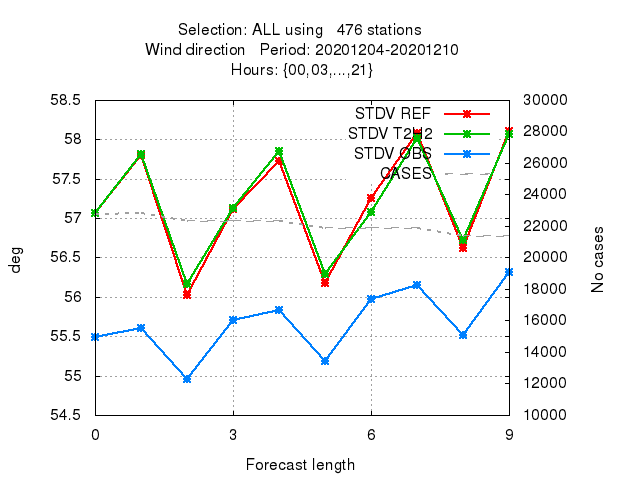 Selection: ALL using 476 stations
Wind direction Period: 20201204-20201210
Hours: {00,03,...,21}
58.5
58
57.5
57
56.5
56
55.5
55
54.5
deg
STDV REF
STDV T2H2
STDV OBS
CASES
30000
28000
26000
24000
22000
20000
18000
16000
14000
12000
10000
No cases
0 3 6 9
Forecast length